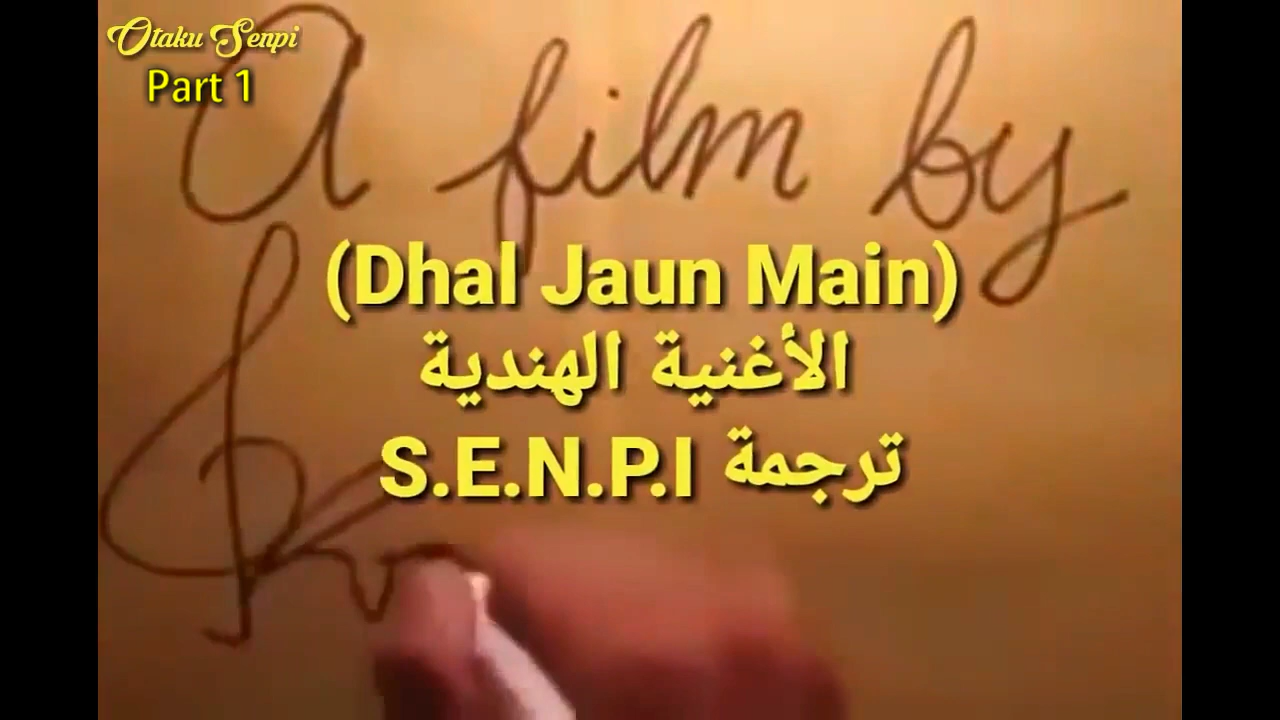 Otaku Senpi
Part 1
A film by
(Dhal Jaun Main)
الأغنية الهندية
ترجمة S.E.N.P.I